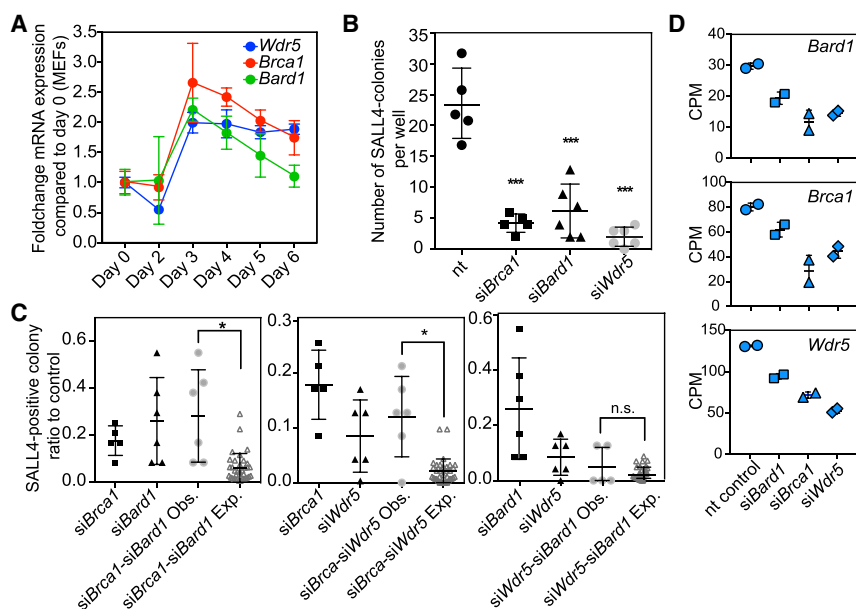 A
Foldchange mRNA expression
compared to day 0 (MEFs)
3.5
3.0
2.5
2.0
1.5
1.0
0.5
0.0
Wdr5
Brca1
Bard1
Day 0
Day 2
Day 3
Day 4
Day 5
Day 6
B
Number of SALL4-colonies
per well
35
30
25
20
15
10
5
0
***
***
***
nt
siBrca1
siBard1
siWdr5
C
SALL4-positive colony
ratio to control
0.6
0.4
0.2
0.0
*
siBrca1
siBard1
siBrca1-siBard1 Obs.
siBrca1-siBard1 Exp.
0.3
0.2
0.1
0.0
*
siBrca1
siWdr5
siBrca-siWdr5 Obs.
siBrca-siWdr5 Exp.
0.6
0.4
0.2
0.0
n.s.
siBard1
siWdr5
siWdr5-siBard1 Obs.
siWdr5-siBard1 Exp.
D
Bard1
CPM
40
30
20
10
0
Brca1
CPM
100
80
60
40
20
0
Wdr5
CPM
150
100
50
0
nt control
siBard1
siBrca1
siWdr5